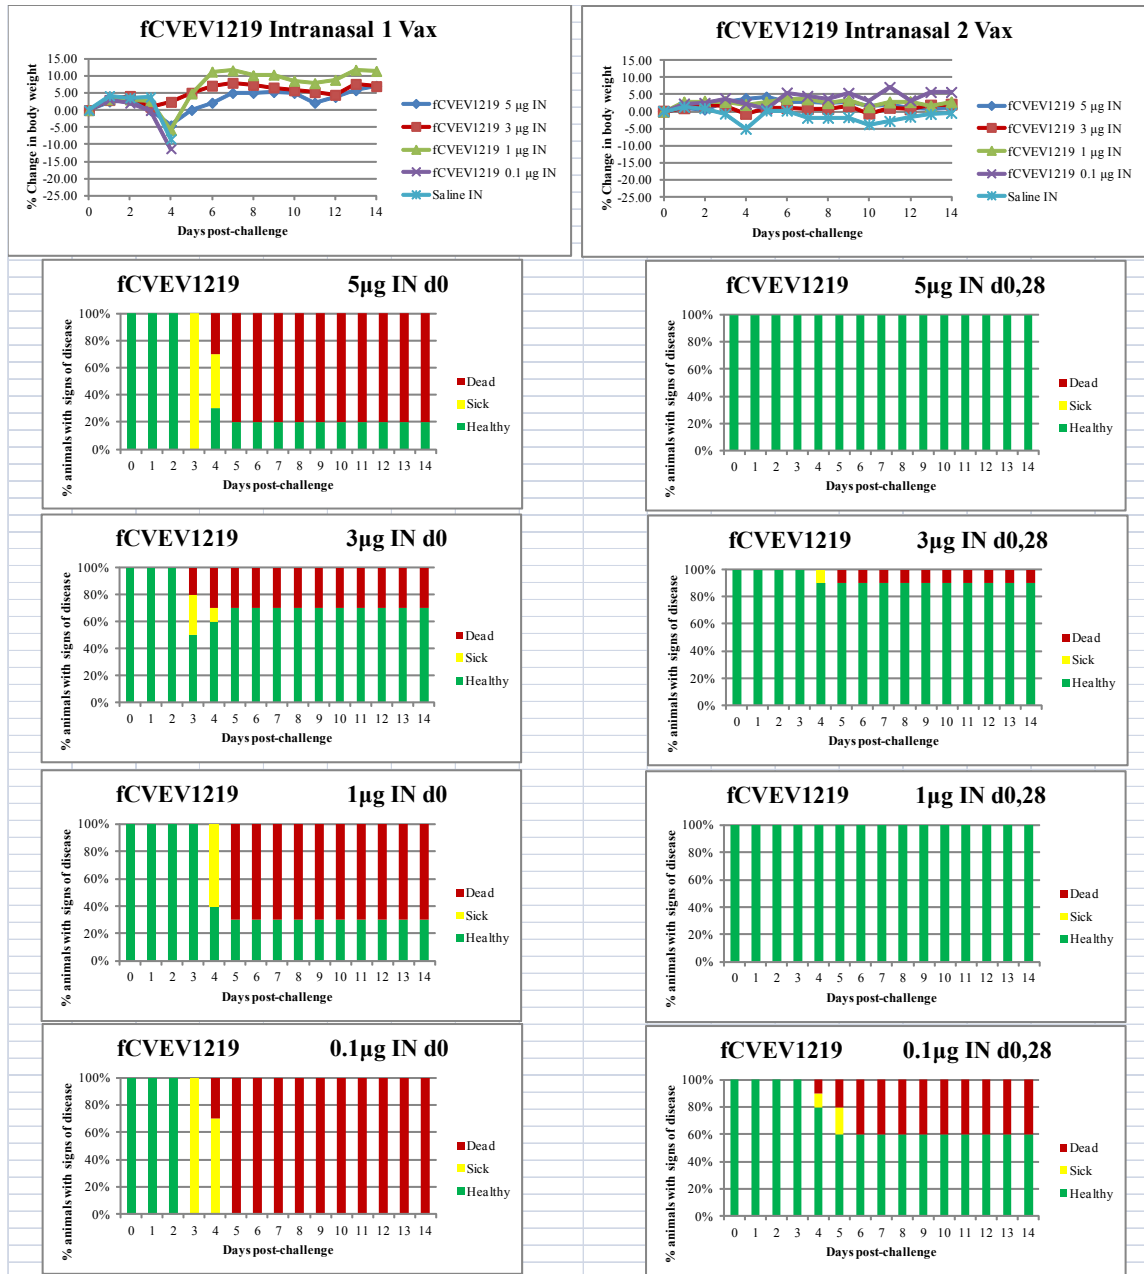 fCVEV1219 Intranasal 1 Vax
% Change in body weight
15.00
10.00
5.00
0.00
-5.00
-10.00
-15.00
-20.00
-25.00
0 2 4 6 8 10 12 14
Days post-challenge
fCVEV1219 5 µg IN
fCVEV1219 3 µg IN
fCVEV1219 1 µg IN
fCVEV1219 0.1 µg IN
Saline IN
fCVEV1219 Intranasal 2 Vax
% Change in body weight
15.00
10.00
5.00
0.00
-5.00
-10.00
-15.00
-20.00
-25.00
0 2 4 6 8 10 12 14
Days post-challenge
fCVEV1219 5 µg IN
fCVEV1219 3 µg IN
fCVEV1219 1 µg IN
fCVEV1219 0.1 µg IN
Saline IN
fCVEV1219 5µg IN d0
% animals with signs of disease
100%
80%
60%
40%
20%
0%
0 1 2 3 4 5 6 7 8 9 10 11 12 13 14
Days post-challenge
Dead
Sick
Healthy
fCVEV1219 5µg IN d0,28
% animals with signs of disease
100%
80%
60%
40%
20%
0%
0 1 2 3 4 5 6 7 8 9 10 11 12 13 14
Days post-challenge
Dead
Sick
Healthy
fCVEV1219 3µg IN d0
% animals with signs of disease
100%
80%
60%
40%
20%
0%
0 1 2 3 4 5 6 7 8 9 10 11 12 13 14
Days post-challenge
Dead
Sick
Healthy
fCVEV1219 3µg IN d0,28
% animals with signs of disease
100%
80%
60%
40%
20%
0%
0 1 2 3 4 5 6 7 8 9 10 11 12 13 14
Days post-challenge
Dead
Sick
Healthy
fCVEV1219 1µg IN d0
% animals with signs of disease
100%
80%
60%
40%
20%
0%
0 1 2 3 4 5 6 7 8 9 10 11 12 13 14
Days post-challenge
Dead
Sick
Healthy
fCVEV1219 1µg IN d0,28
% animals with signs of disease
100%
80%
60%
40%
20%
0%
0 1 2 3 4 5 6 7 8 9 10 11 12 13 14
Days post-challenge
Dead
Sick
Healthy
fCVEV1219 0.1µg IN d0
% animals with signs of disease
100%
80%
60%
40%
20%
0%
0 1 2 3 4 5 6 7 8 9 10 11 12 13 14
Days post-challenge
Dead
Sick
Healthy
fCVEV1219 0.1µg IN d0,28
% animals with signs of disease
100%
80%
60%
40%
20%
0%
0 1 2 3 4 5 6 7 8 9 10 11 12 13 14
Days post-challenge
Dead
Sick
Healthy